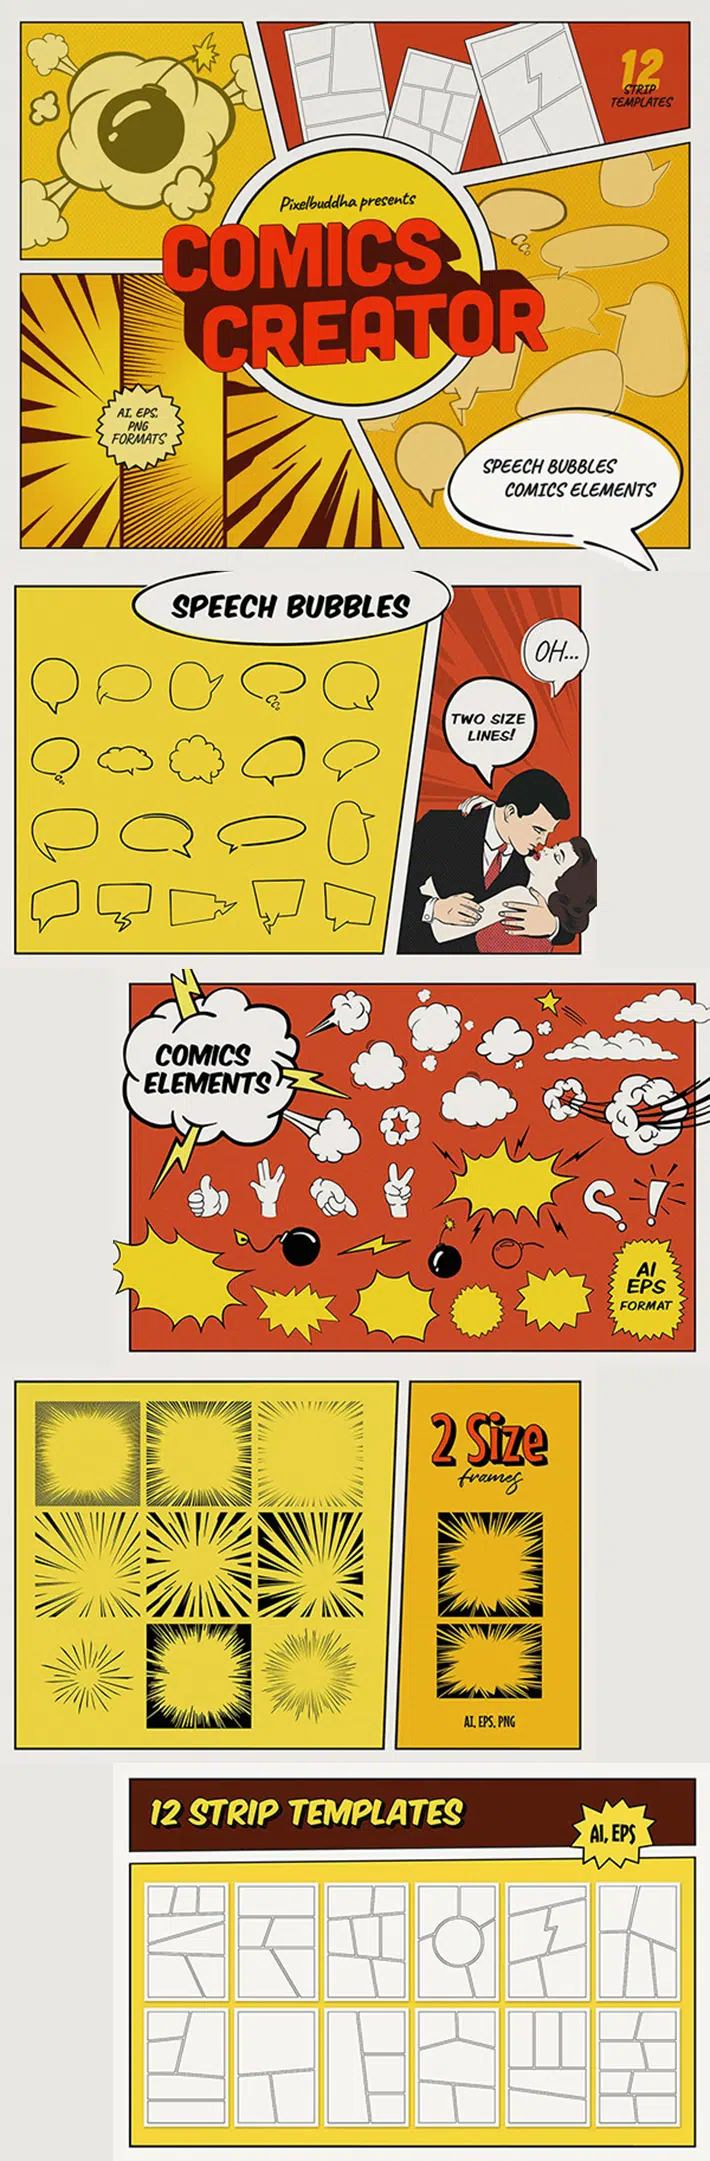 12
STRIP
TEMPLATES
Pixelbuddha presents
COMICS
CREATOR
AI, EPS,
PNG
FORMATS
SPEECH BUBBLES
COMICS ELEMENTS
SPEECH BUBBLES
OH...
TWO SIZE
LINES!
COMICS
ELEMENTS
AI
EPS
FORMAT
2 Size
frames
AI, EPS, PNG
12 STRIP TEMPLATES
AI, EPS